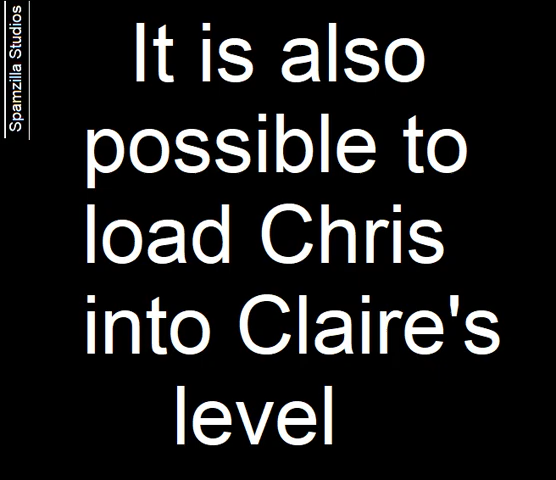 Spamzilla Studios
It is also
possible to
load Chris
into Claire's
level